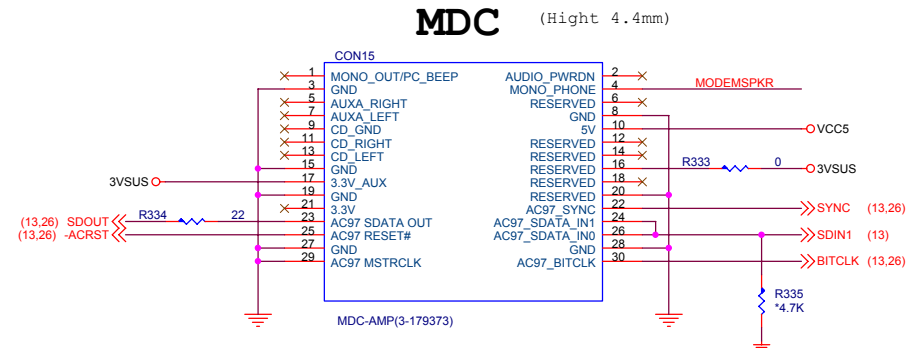 MDC (Hight 4.4mm)
CON15
1 MONO_OUT/PC_BEEP AUDIO_PWRDN 2
3 GND MONO_PHONE 4 MODEMSPKR
5 AUXA_RIGHT RESERVED 6
7 AUXA_LEFT GND 8
9 CD_GND 5V 10 VCC5
11 CD_RIGHT RESERVED 12
13 CD_LEFT RESERVED 14
15 GND RESERVED 16 R333 0 3VSUS
3VSUS 17 3.3V_AUX RESERVED 18
19 GND RESERVED 20
21 3.3V AC97_SYNC 22 SYNC (13,26)
(13,26) SDOUT R334 22 23 AC97 SDATA OUT AC97_SDATA_IN1 24
(13,26) -ACRST 25 AC97 RESET# AC97_SDATA_IN0 26 SDIN1 (13)
27 GND GND 28
29 AC97 MSTRCLK AC97_BITCLK 30 BITCLK (13,26)
R335
*4.7K
MDC-AMP(3-179373)